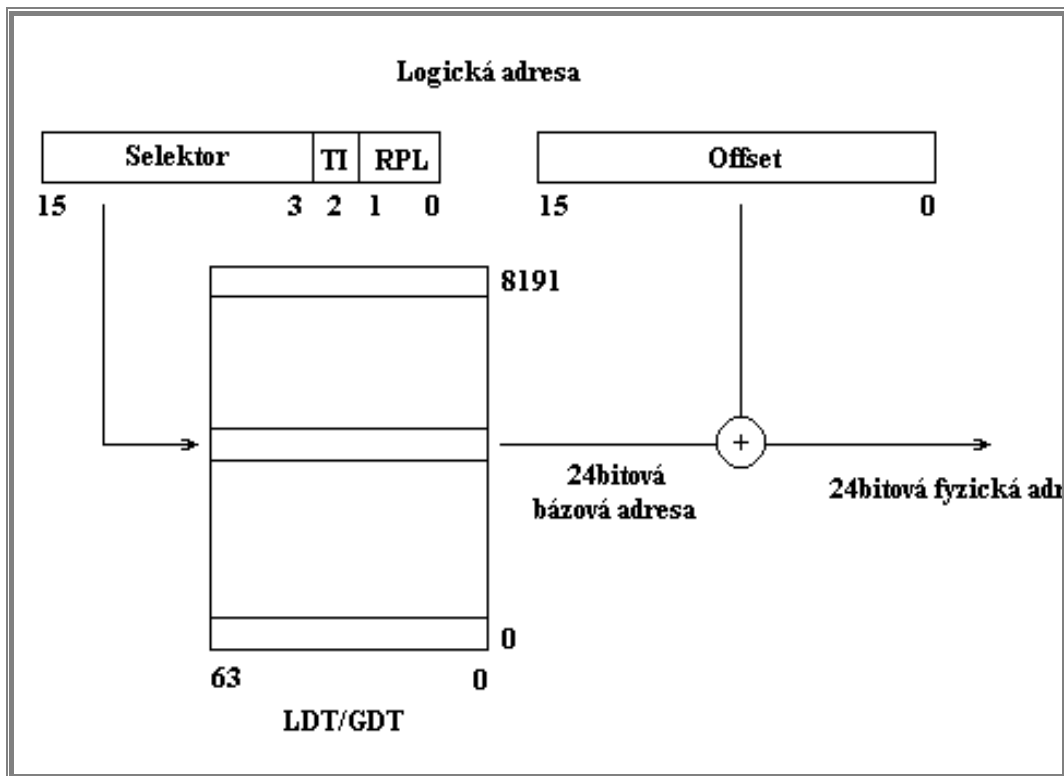 Logická adresa
Selektor TI RPL Offset
15 3 2 1 0 15 0
8191
+
24bitová
bázová adresa
24bitová fyzická adr
0
63 0
LDT/GDT